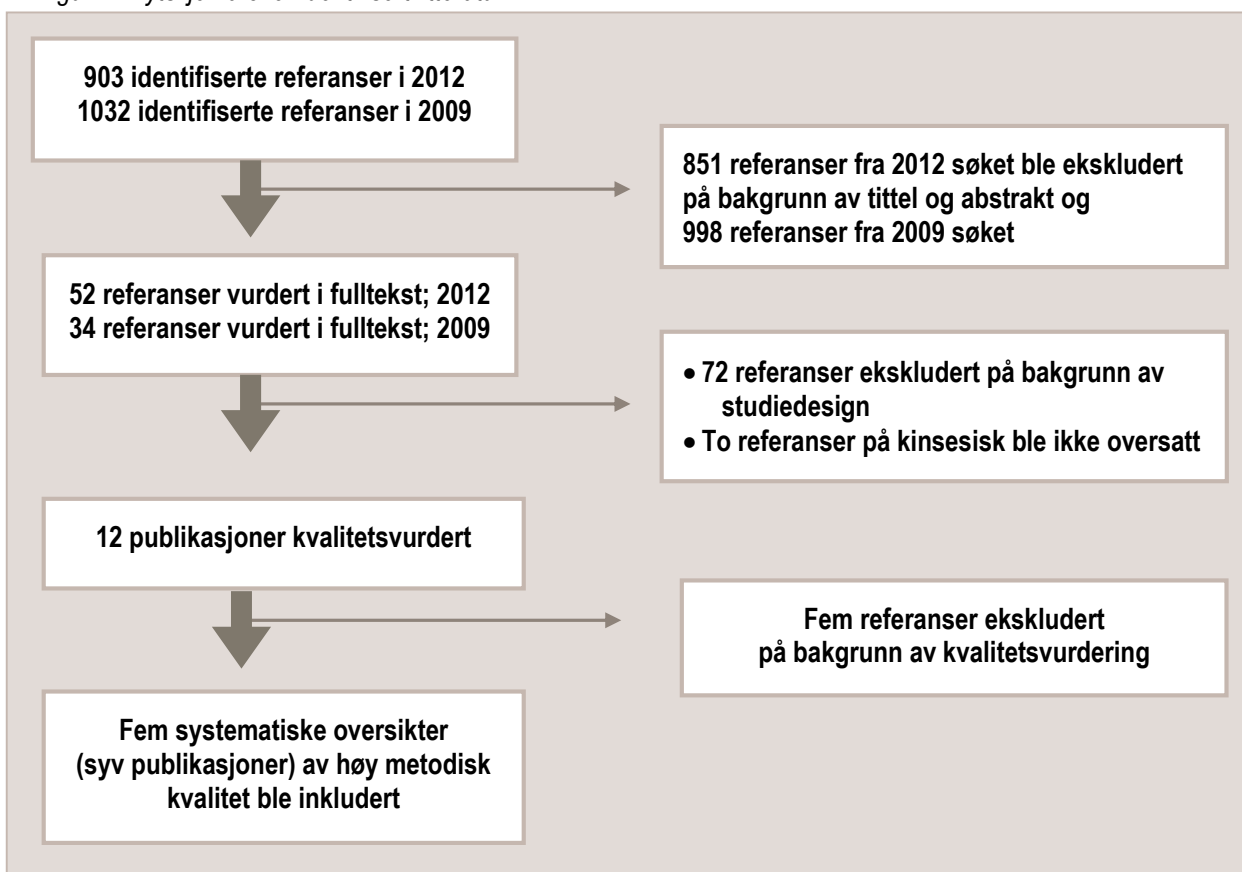 903 identifiserte referanser i 2012
1032 identifiserte referanser i 2009
851 referanser fra 2012 søket ble ekskludert
på bakgrunn av tittel og abstrakt og
998 referanser fra 2009 søket
52 referanser vurdert i fulltekst; 2012
34 referanser vurdert i fulltekst; 2009
• 72 referanser ekskludert på bakgrunn av
studiedesign
• To referanser på kinsesisk ble ikke oversatt
12 publikasjoner kvalitetsvurdert
Fem referanser ekskludert
på bakgrunn av kvalitetsvurdering
Fem systematiske oversikter
(syv publikasjoner) av høy metodisk
kvalitet ble inkludert